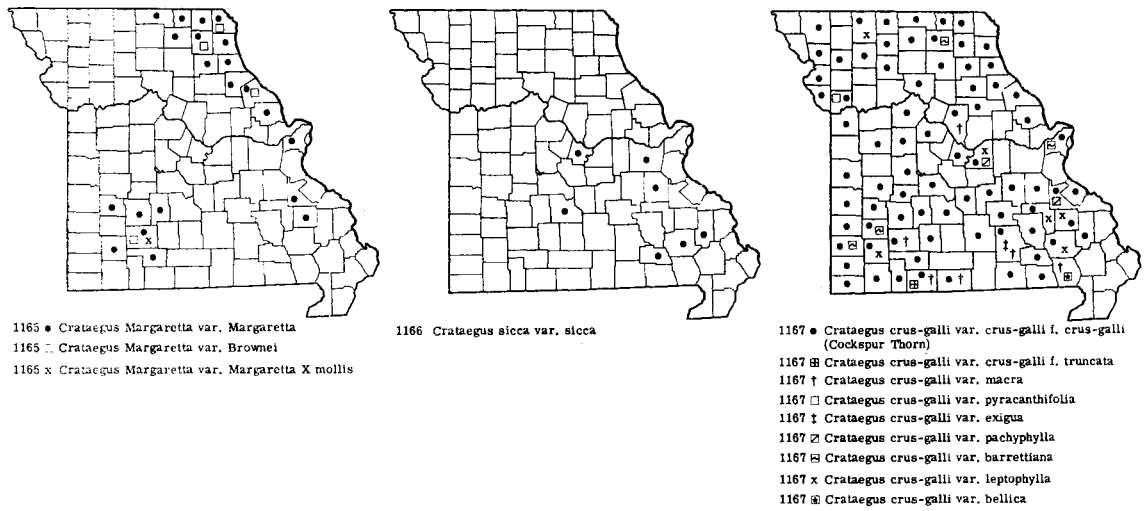 1165 ● Crataegus Margaretta var. Margaretta
1165 □ Crataegus Margaretta var. Brownei
1165 x Crataegus Margaretta var. Margaretta X mollis
1166 Crataegus sicca var. sicca
1167 ● Crataegus crus-galli var. crus-galli f. crus-galli
(Cockspur Thorn)
1167 ⊞ Crataegus crus-galli var. crus-galli f. truncata
1167 † Crataegus crus-galli var. macra
1167 □ Crataegus crus-galli var. pyracanthifolia
1167 ‡ Crataegus crus-galli var. exigua
1167 ⧄ Crataegus crus-galli var. pachyphylla
1167 Crataegus crus-galli var. barrettiana
1167 x Crataegus crus-galli var. leptophylla
1167 Crataegus crus-galli var. bellica